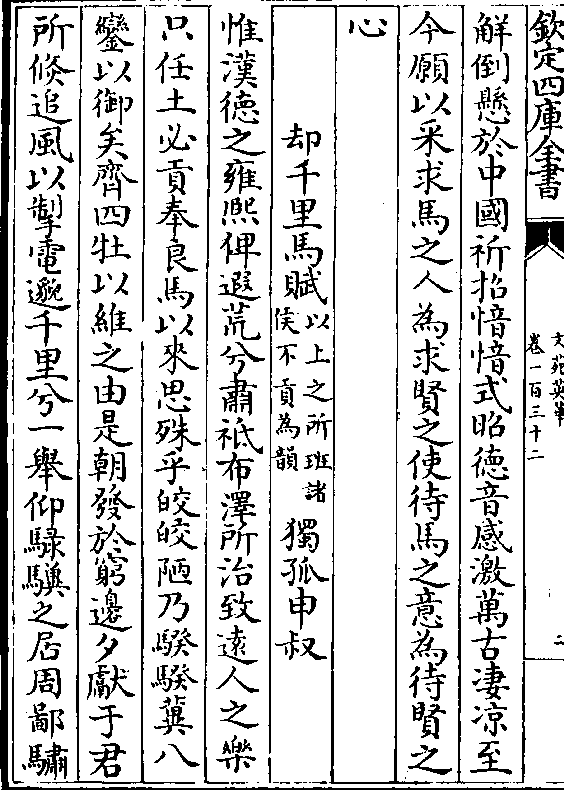 欽定四庫全書
文苑英華
卷一百三十二
二
解倒懸於中國祈招愔愔式昭德音感激萬古凄凉至
今願以采求馬之人為求賢之使待馬之意為待賢之
心
却千里馬賦以上之所班諸侯不貢為韻 獨孤申叔
惟漢德之雍熙俾遐荒兮肅祗布澤所洽致遠人之樂
只任土必貢奉良馬以來思殊乎皎皎陋乃騤騤冀八
鑾以御矣齊四牡以維之由是朝發於窮邊夕獻于君
所倏追風以掣電邈千里兮一舉仰騄驥之居周鄙驌